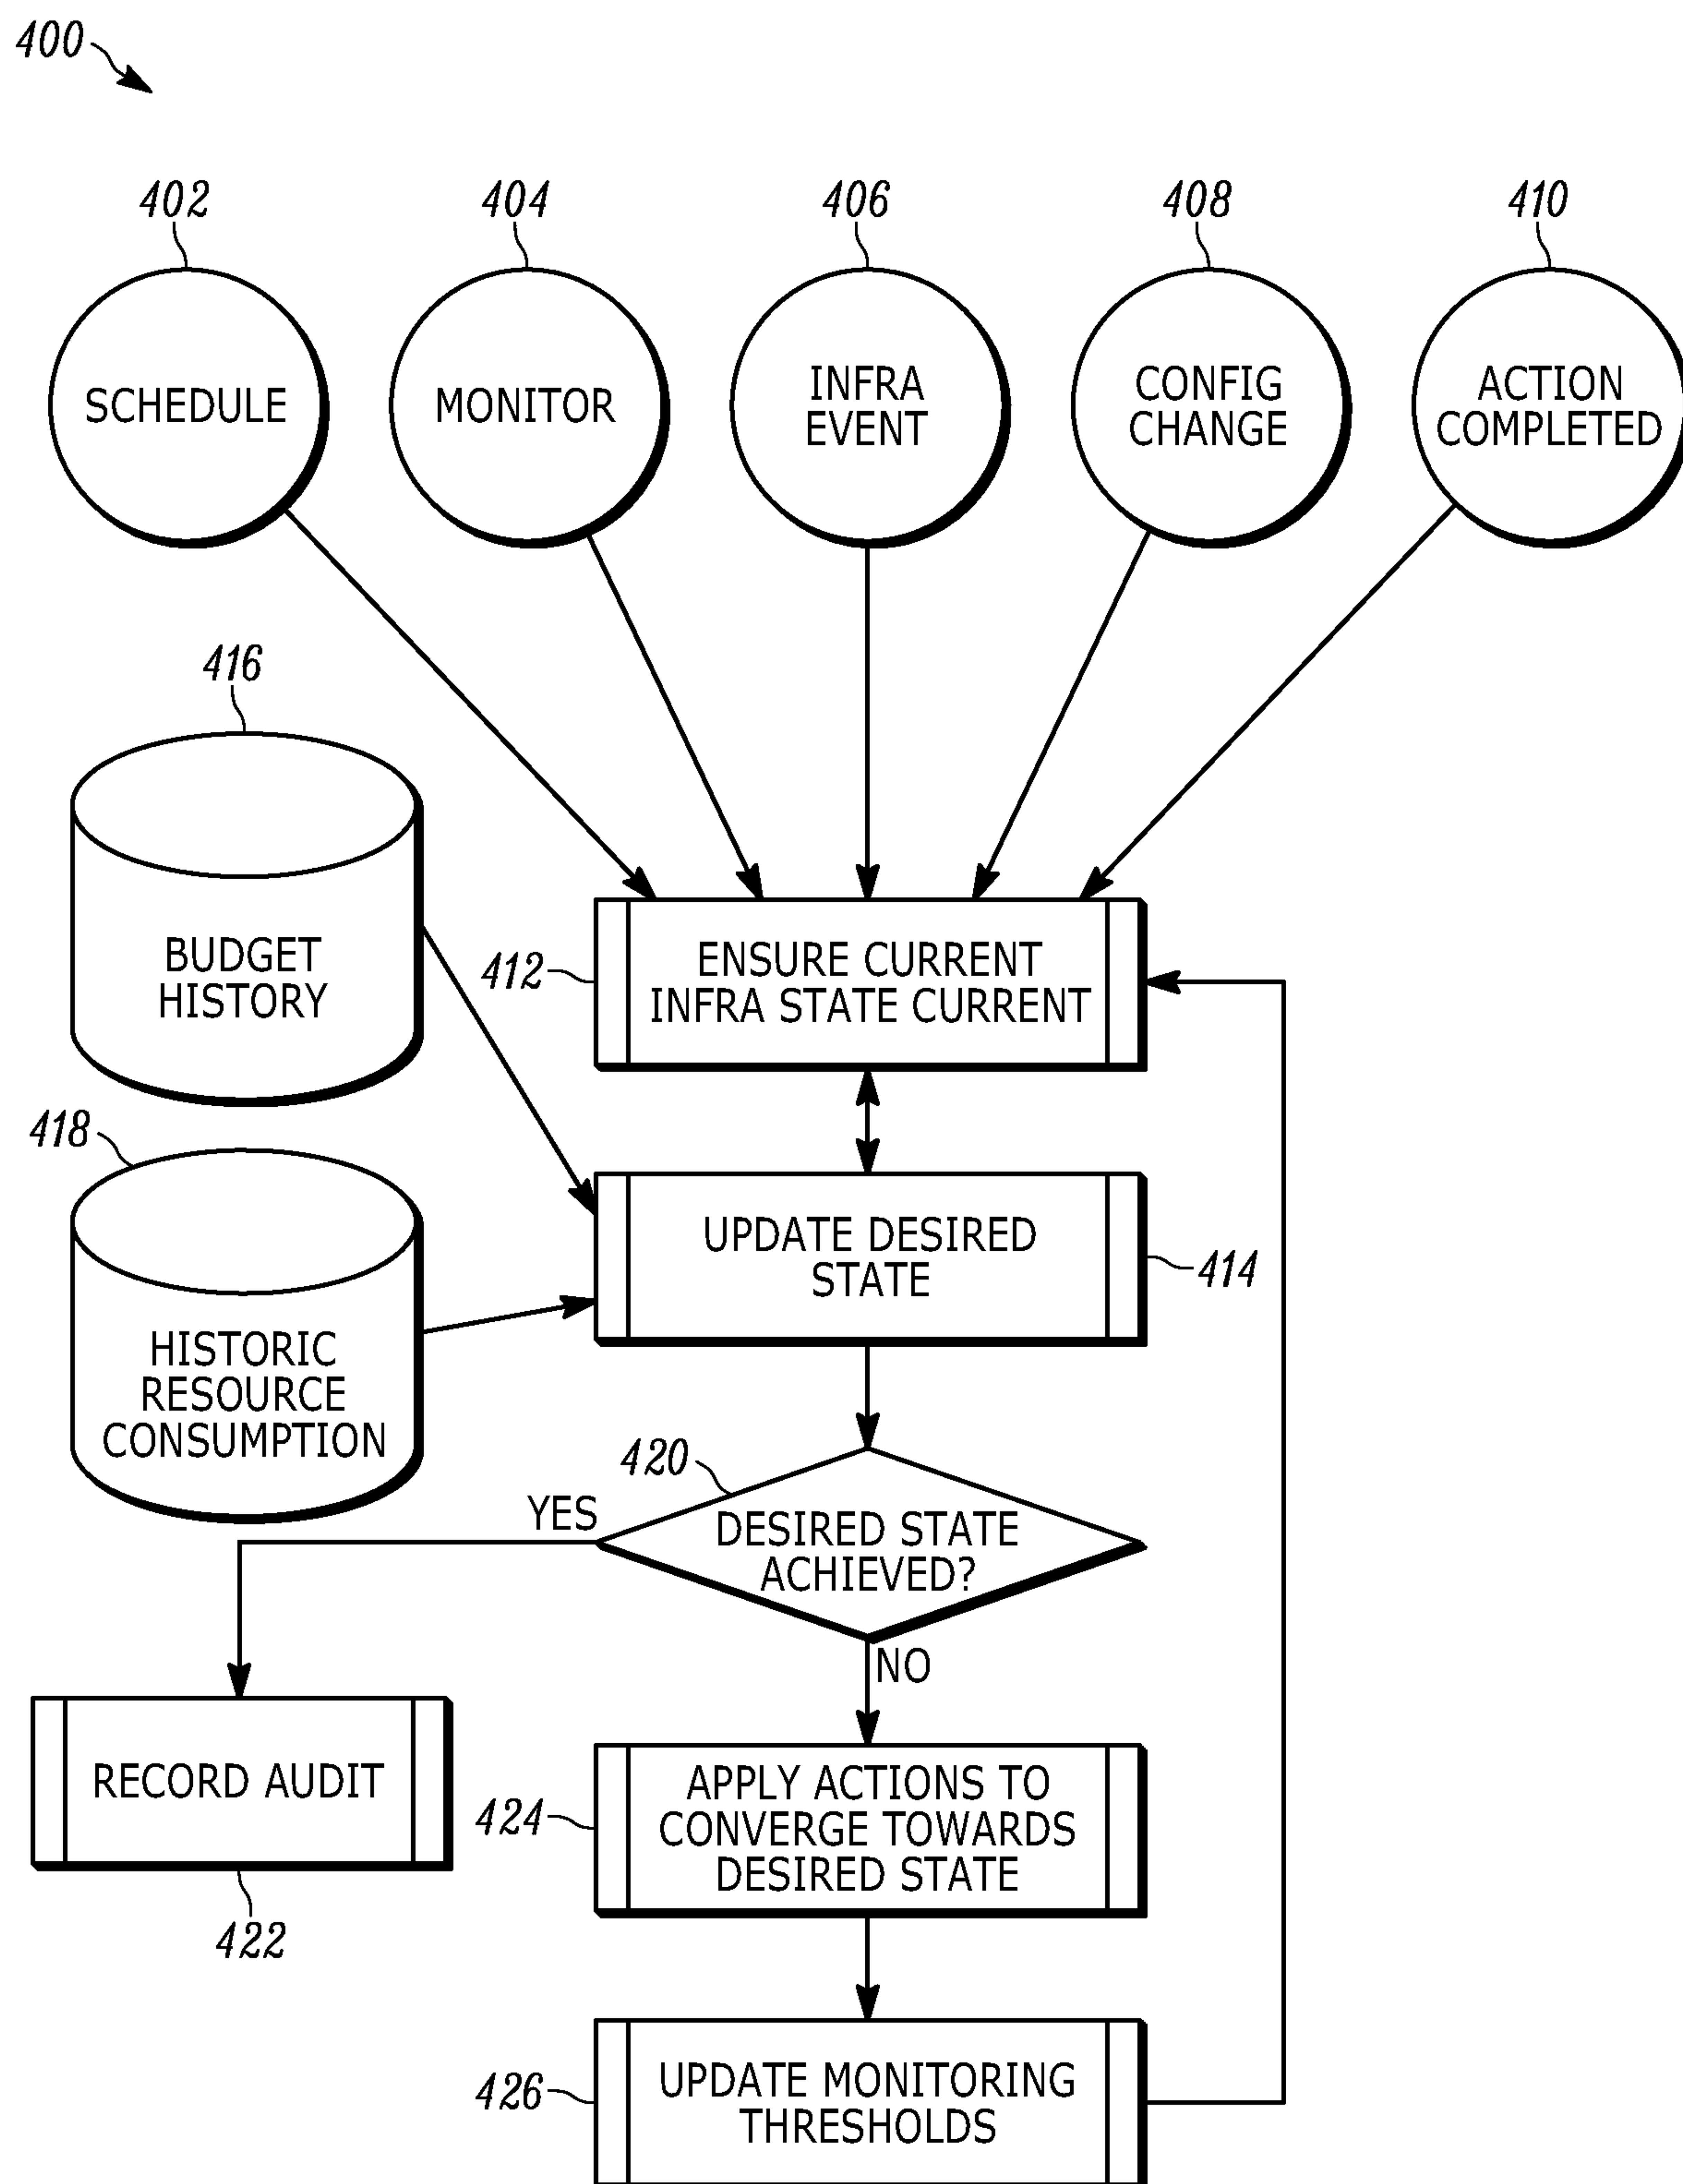 400
402
404
406
408
410
SCHEDULE
MONITOR
INFRA
EVENT
CONFIG
CHANGE
ACTION
COMPLETED
416
BUDGET
HISTORY
412
ENSURE CURRENT
INFRA STATE CURRENT
418
HISTORIC
RESOURCE
CONSUMPTION
UPDATE DESIRED
STATE
414
420
YES
DESIRED STATE
ACHIEVED?
NO
RECORD AUDIT
422
424
APPLY ACTIONS TO
CONVERGE TOWARDS
DESIRED STATE
426
UPDATE MONITORING
THRESHOLDS